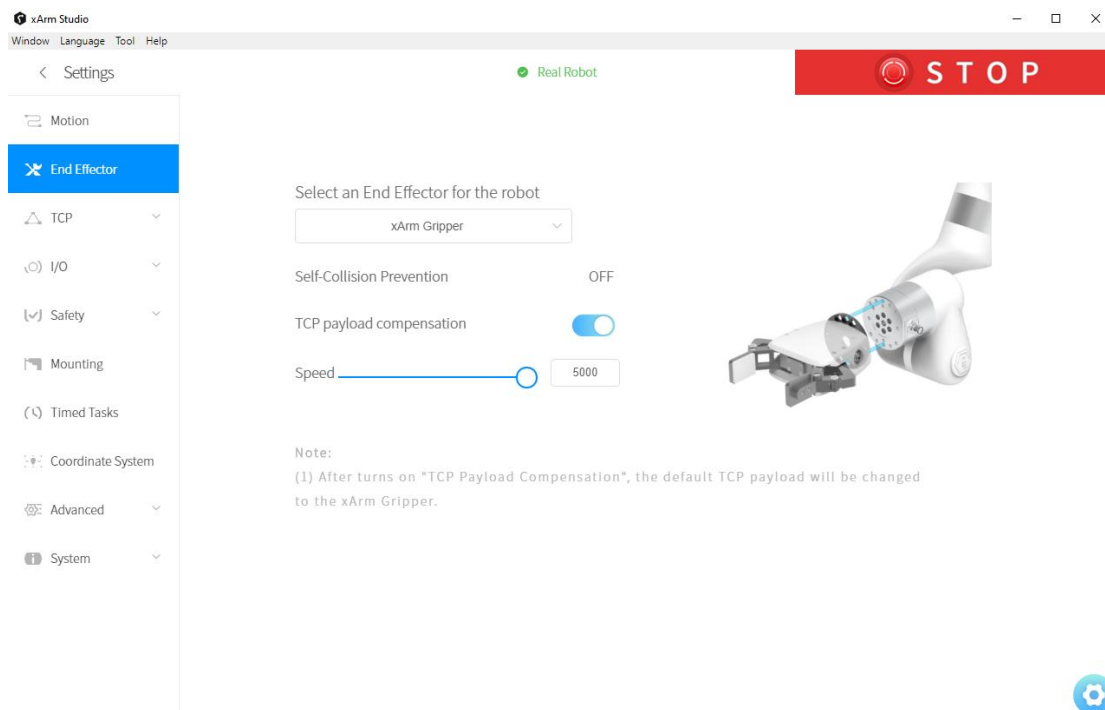 xArm Studio
Window Language Tool Help
Settings
Real Robot
STOP
Motion
End Effector
TCP
I/O
Safety
Mounting
Timed Tasks
Coordinate System
Advanced
System
Select an End Effector for the robot
xArm Gripper
Self-Collision Prevention OFF
TCP payload compensation
Speed 5000
Note:
(1) After turns on "TCP Payload Compensation", the default TCP payload will be changed
to the xArm Gripper.